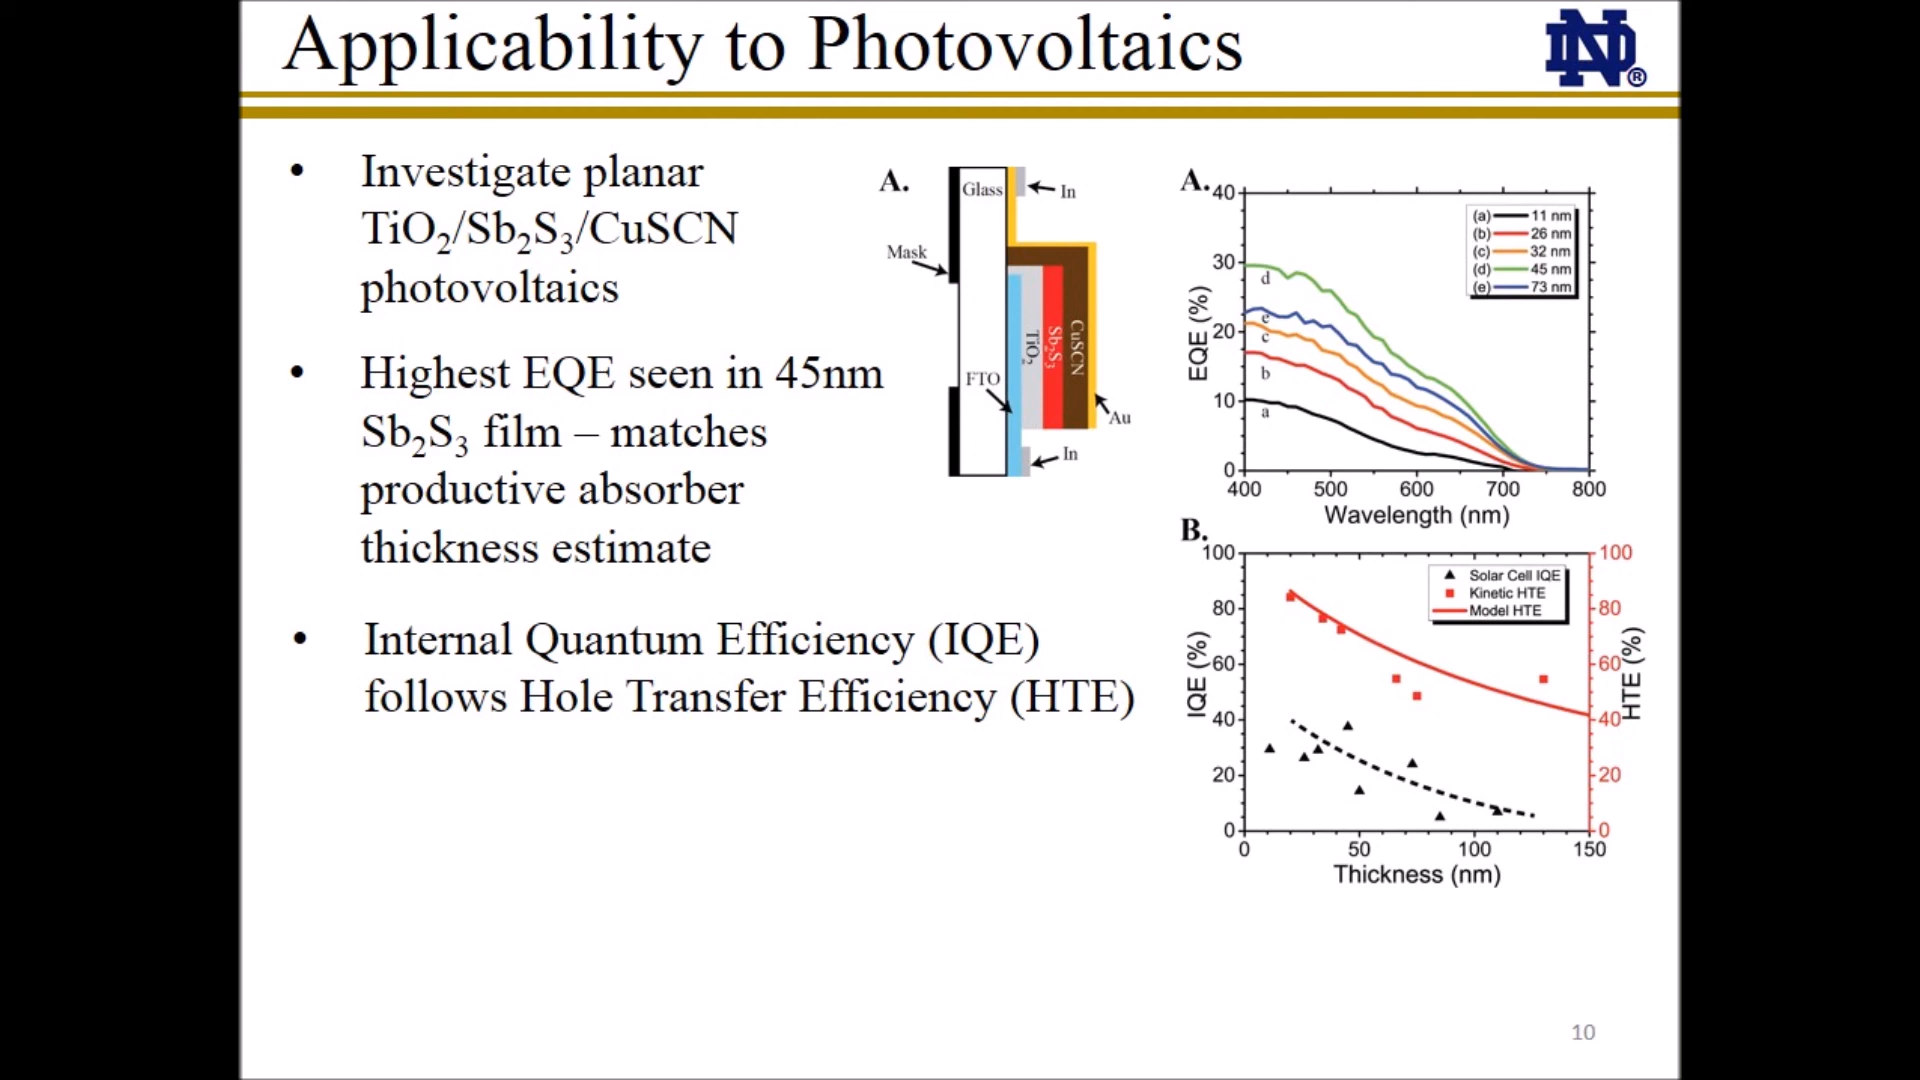 Applicability to Photovoltaics
ND®
• Investigate planar
TiO₂/Sb₂S₃/CuSCN
photovoltaics
• Highest EQE seen in 45nm
Sb₂S₃ film – matches
productive absorber
thickness estimate
• Internal Quantum Efficiency (IQE)
follows Hole Transfer Efficiency (HTE)
A.
Glass
In
Mask
TiO₂
Sb₂S₃
CuSCN
FTO
Au
In
A.
40
30
20
10
0
EQE (%)
(a) 11 nm
(b) 26 nm
(c) 32 nm
(d) 45 nm
(e) 73 nm
d
e
c
b
a
400 500 600 700 800
Wavelength (nm)
B.
100
80
60
40
20
0
IQE (%)
Solar Cell IQE
Kinetic HTE
Model HTE
100
80
60
40
20
0
HTE (%)
0 50 100 150
Thickness (nm)
10